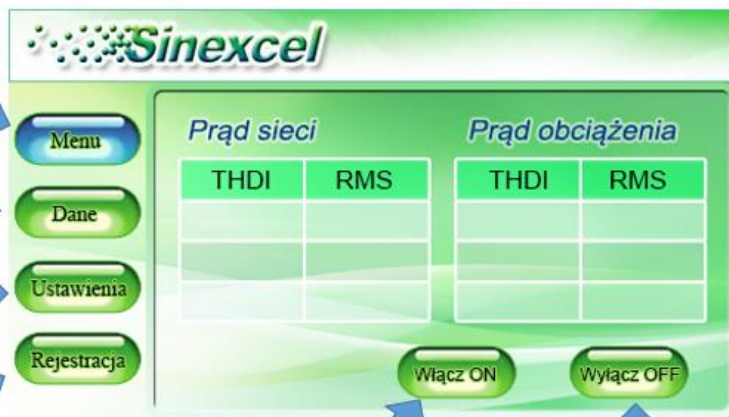 Sinexcel
Menu
Dane
Ustawienia
Rejestracja
Prąd sieci
THDI RMS
Prąd obciążenia
THDI RMS
Włącz ON
Wyłącz OFF